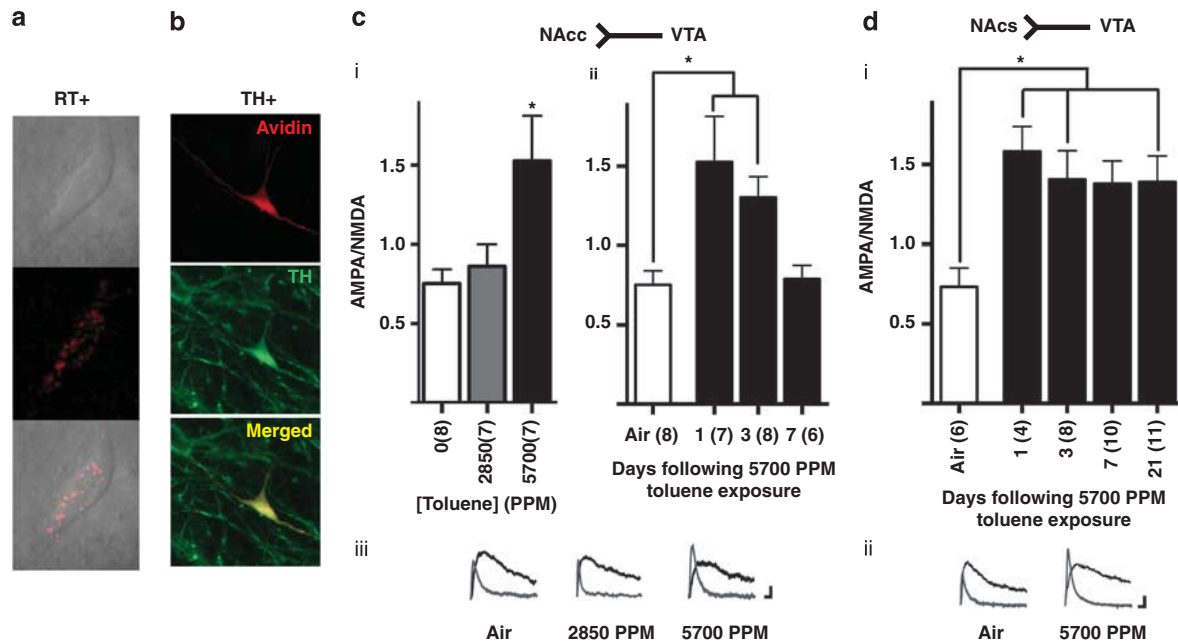 a
b
c
d
RT+
TH+
Avidin
TH
Merged
NAcc
VTA
i
*
AMPA/NMDA
1.5
1.0
0.5
0(8)
2850(7)
5700(7)
[Toluene] (PPM)
ii
*
1.5
1.0
0.5
Air (8)
1 (7)
3 (8)
7 (6)
Days following 5700 PPM
toluene exposure
iii
Air
2850 PPM
5700 PPM
NAcs
VTA
i
*
AMPA/NMDA
1.5
1.0
0.5
Air (6)
1 (4)
3 (8)
7 (10)
21 (11)
Days following 5700 PPM
toluene exposure
ii
Air
5700 PPM